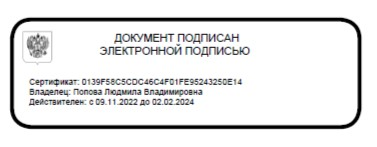 ДОКУМЕНТ ПОДПИСАН
ЭЛЕКТРОННОЙ ПОДПИСЬЮ
Сертификат: 0139F58C5CDC46C4F01FE95243250E14
Владелец: Попова Людмила Владимировна
Действителен: с 09.11.2022 до 02.02.2024